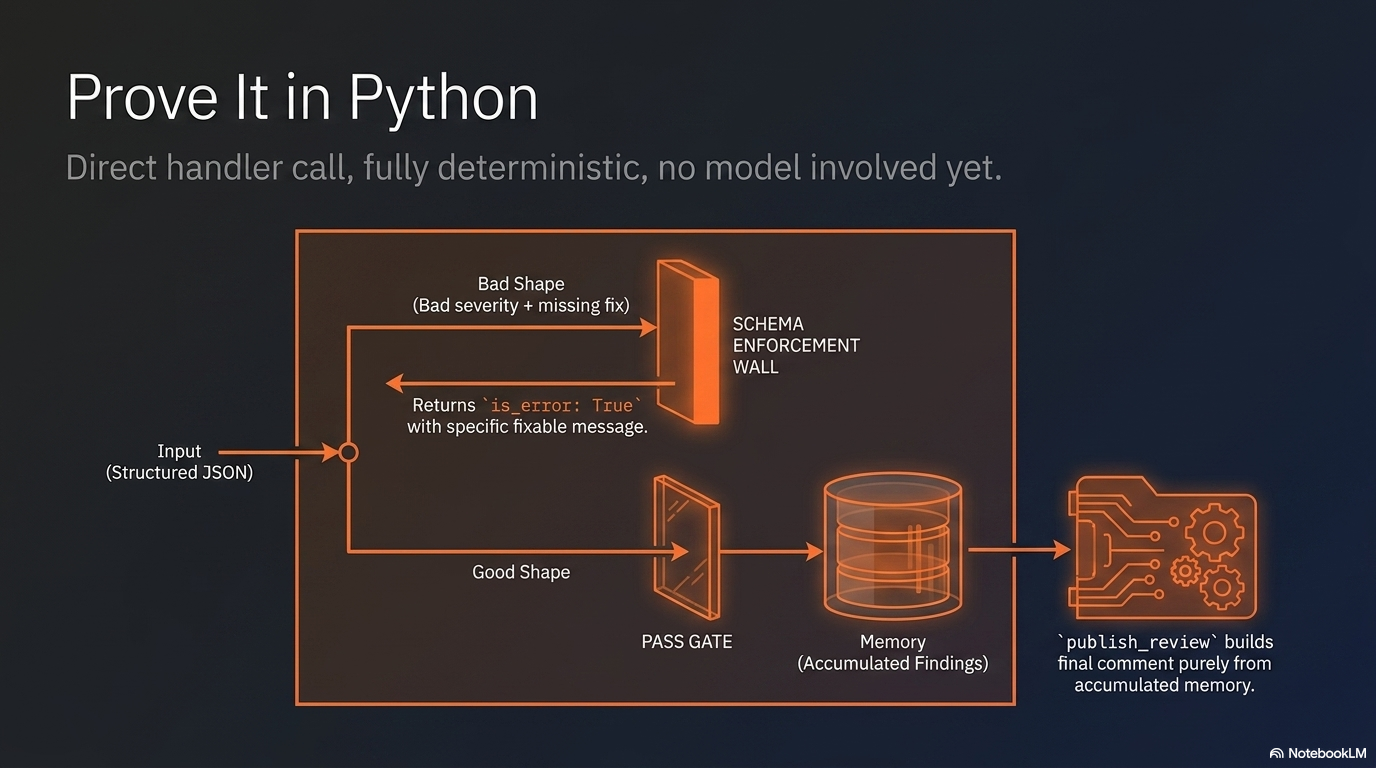 Prove It in Python
Direct handler call, fully deterministic, no model involved yet.
Bad Shape
(Bad severity + missing fix)
SCHEMA
ENFORCEMENT
WALL
Returns `is_error: True`
with specific fixable message.
Input
(Structured JSON)
Good Shape
PASS GATE
Memory
(Accumulated Findings)
`publish_review` builds
final comment purely from
accumulated memory.
NotebookLM